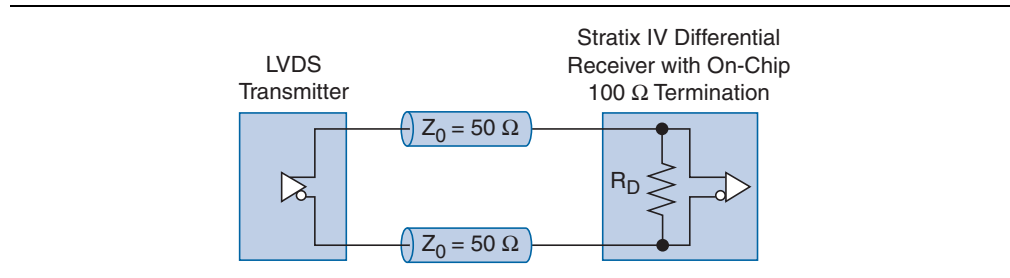 LVDS
Transmitter
Stratix IV Differential
Receiver with On-Chip
100 Ω Termination
Z0 = 50 Ω
RD
Z0 = 50 Ω